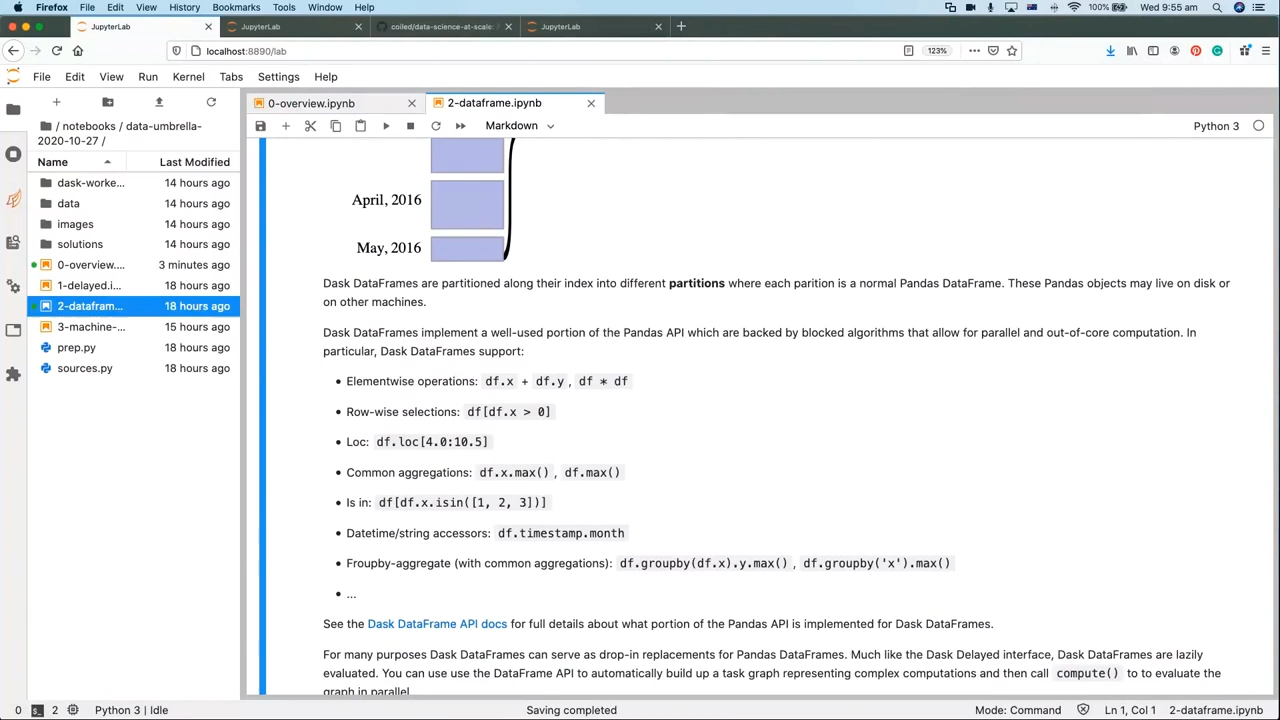 Firefox File Edit View History Bookmarks Tools Window Help 100% Wed 9:55 am
JupyterLab JupyterLab coiled/data-science-at-scale: JupyterLab
localhost:8890/lab 123%
File Edit View Run Kernel Tabs Settings Help
0-overview.ipynb 2-dataframe.ipynb
/ notebooks / data-umbrella-
2020-10-27 /
Markdown Python 3
Name Last Modified
dask-worke... 14 hours ago
data 14 hours ago
images 14 hours ago
solutions 14 hours ago
0-overview.... 3 minutes ago
1-delayed.i... 18 hours ago
2-datafram... 18 hours ago
3-machine-... 15 hours ago
prep.py 18 hours ago
sources.py 18 hours ago
April, 2016
May, 2016
Dask DataFrames are partitioned along their index into different partitions where each parition is a normal Pandas DataFrame. These Pandas objects may live on disk or
on other machines.
Dask DataFrames implement a well-used portion of the Pandas API which are backed by blocked algorithms that allow for parallel and out-of-core computation. In
particular, Dask DataFrames support:
• Elementwise operations: df.x + df.y , df * df
• Row-wise selections: df[df.x > 0]
• Loc: df.loc[4.0:10.5]
• Common aggregations: df.x.max() , df.max()
• Is in: df[df.x.isin([1, 2, 3])]
• Datetime/string accessors: df.timestamp.month
• Froupby-aggregate (with common aggregations): df.groupby(df.x).y.max() , df.groupby('x').max()
• ...
See the Dask DataFrame API docs for full details about what portion of the Pandas API is implemented for Dask DataFrames.
For many purposes Dask DataFrames can serve as drop-in replacements for Pandas DataFrames. Much like the Dask Delayed interface, Dask DataFrames are lazily
evaluated. You can use use the DataFrame API to automatically build up a task graph representing complex computations and then call compute() to to evaluate the
graph in parallel
0 2 Python 3 | Idle Saving completed Mode: Command Ln 1, Col 1 2-dataframe.ipynb